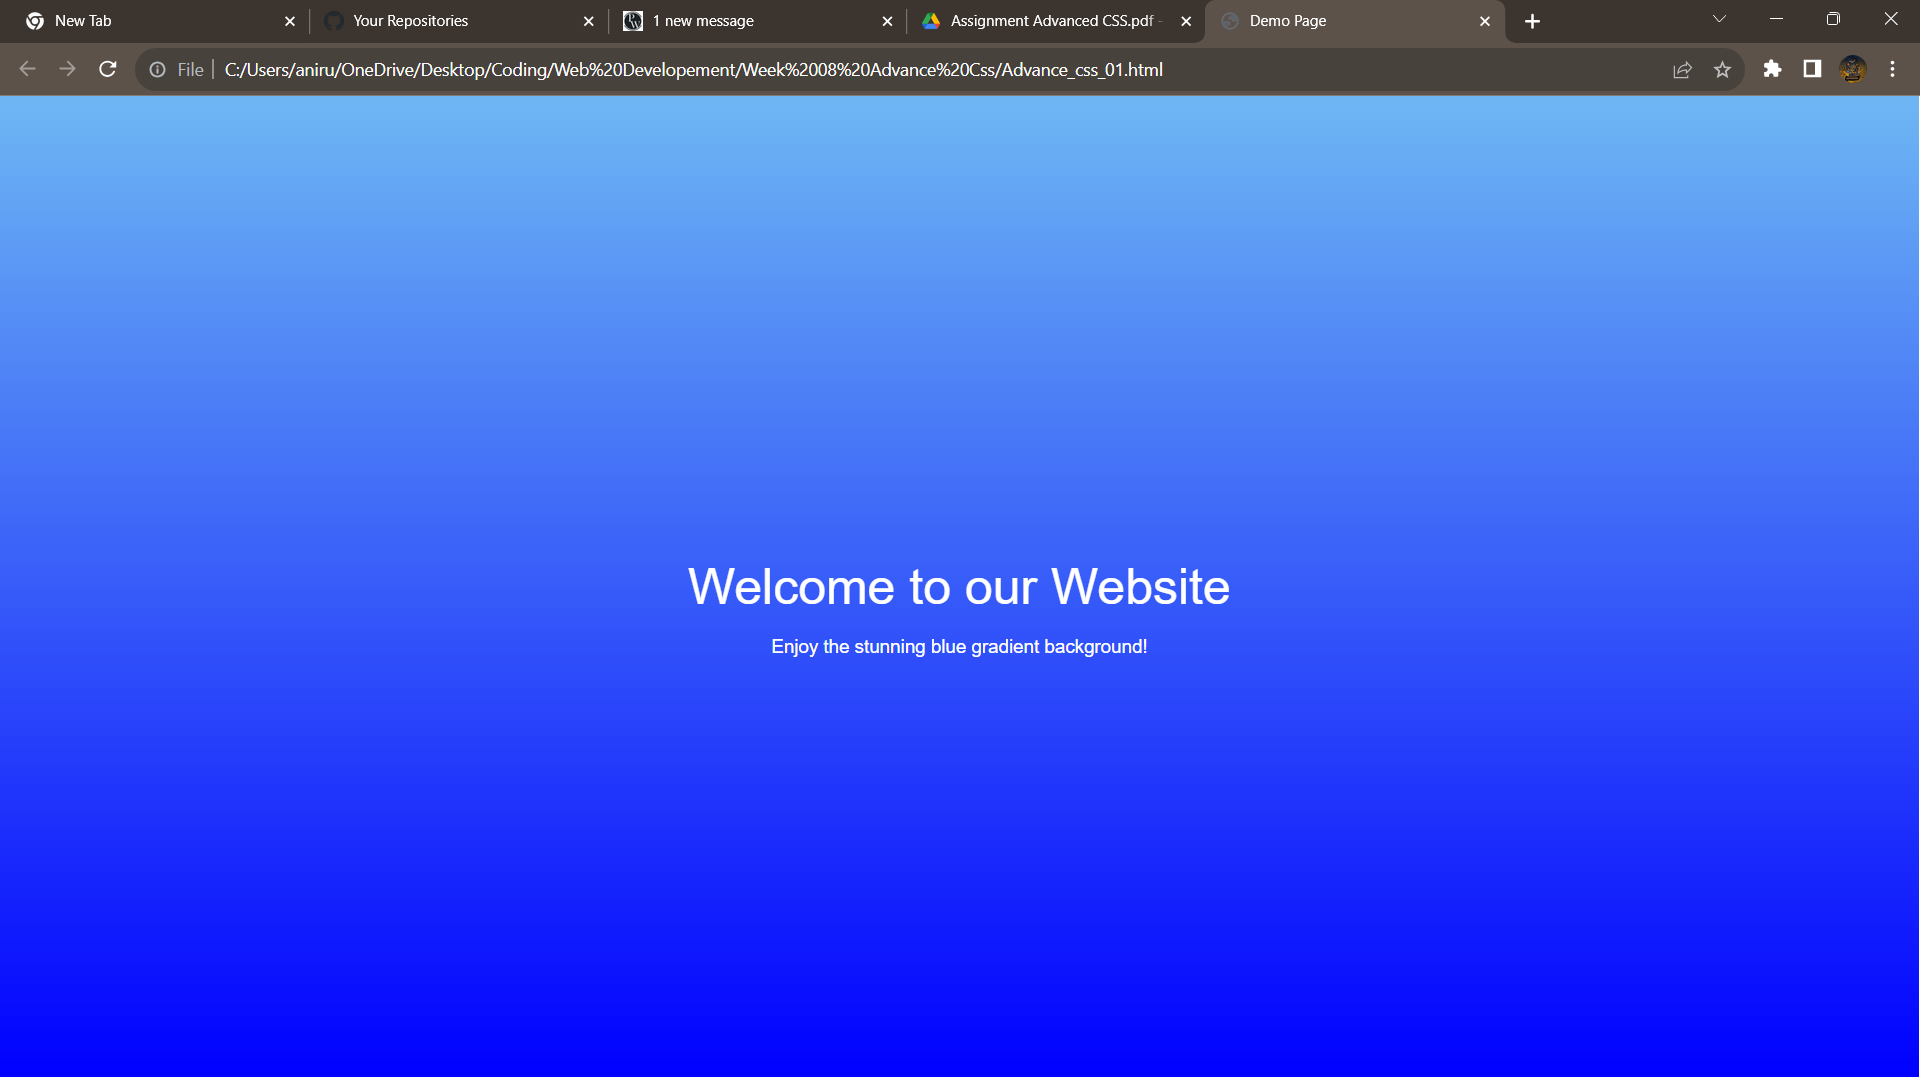 New Tab
Your Repositories
1 new message
Assignment Advanced CSS.pdf -
Demo Page
File
C:/Users/aniru/OneDrive/Desktop/Coding/Web%20Developement/Week%2008%20Advance%20Css/Advance_css_01.html
Welcome to our Website
Enjoy the stunning blue gradient background!